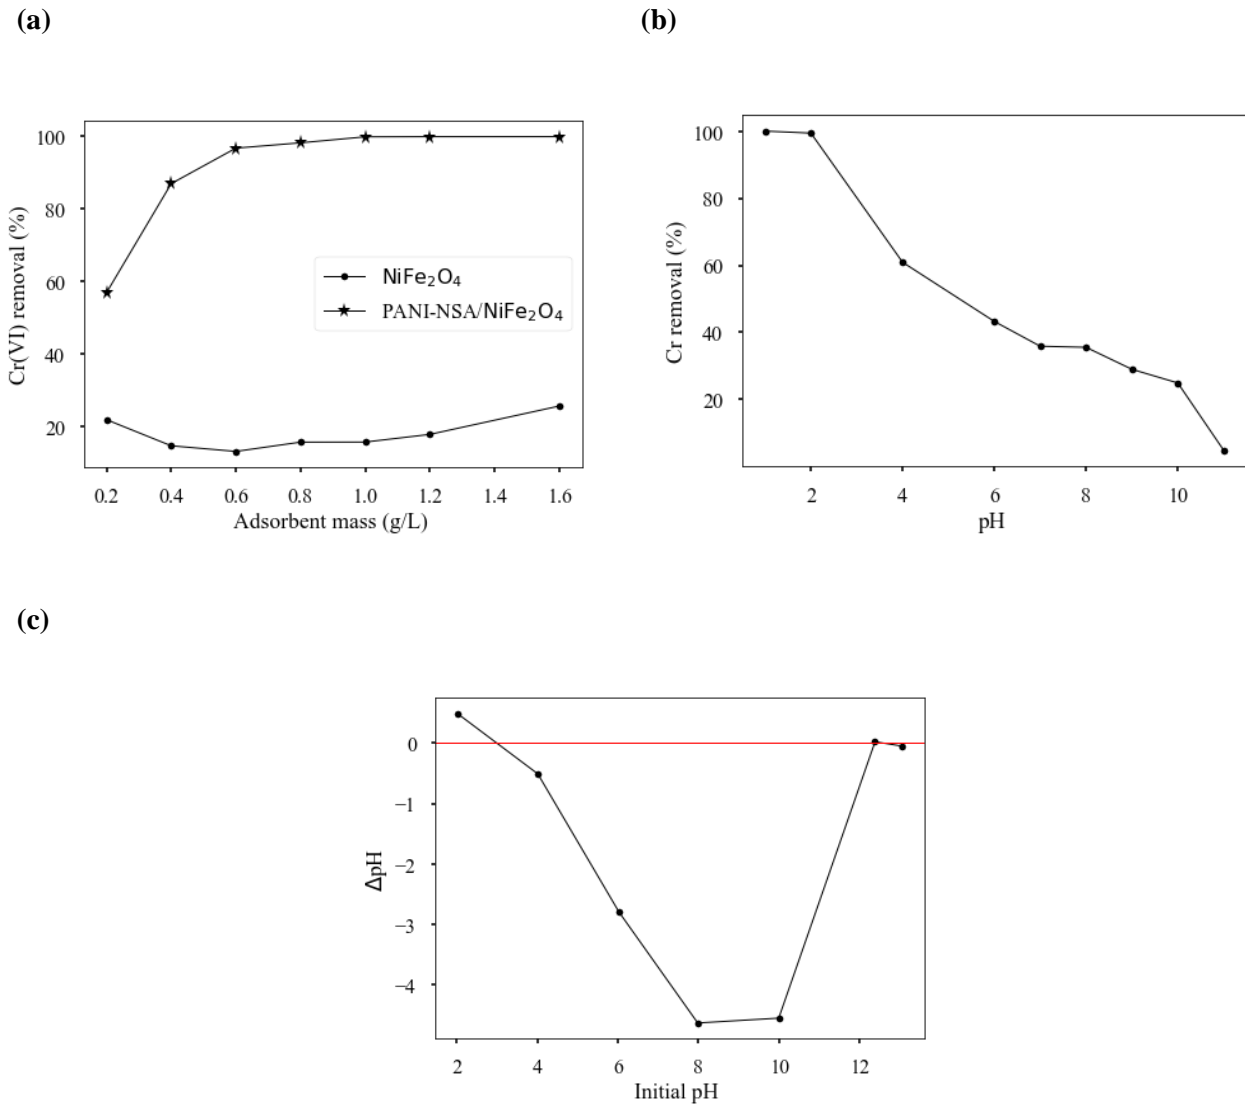 (a)
(b)
100
80
60
40
20
Cr(VI) removal (%)
NiFe₂O₄
PANI-NSA/NiFe₂O₄
0.2 0.4 0.6 0.8 1.0 1.2 1.4 1.6
Adsorbent mass (g/L)
100
80
60
40
20
Cr removal (%)
2 4 6 8 10
pH
(c)
0
−1
−2
−3
−4
ΔpH
2 4 6 8 10 12
Initial pH